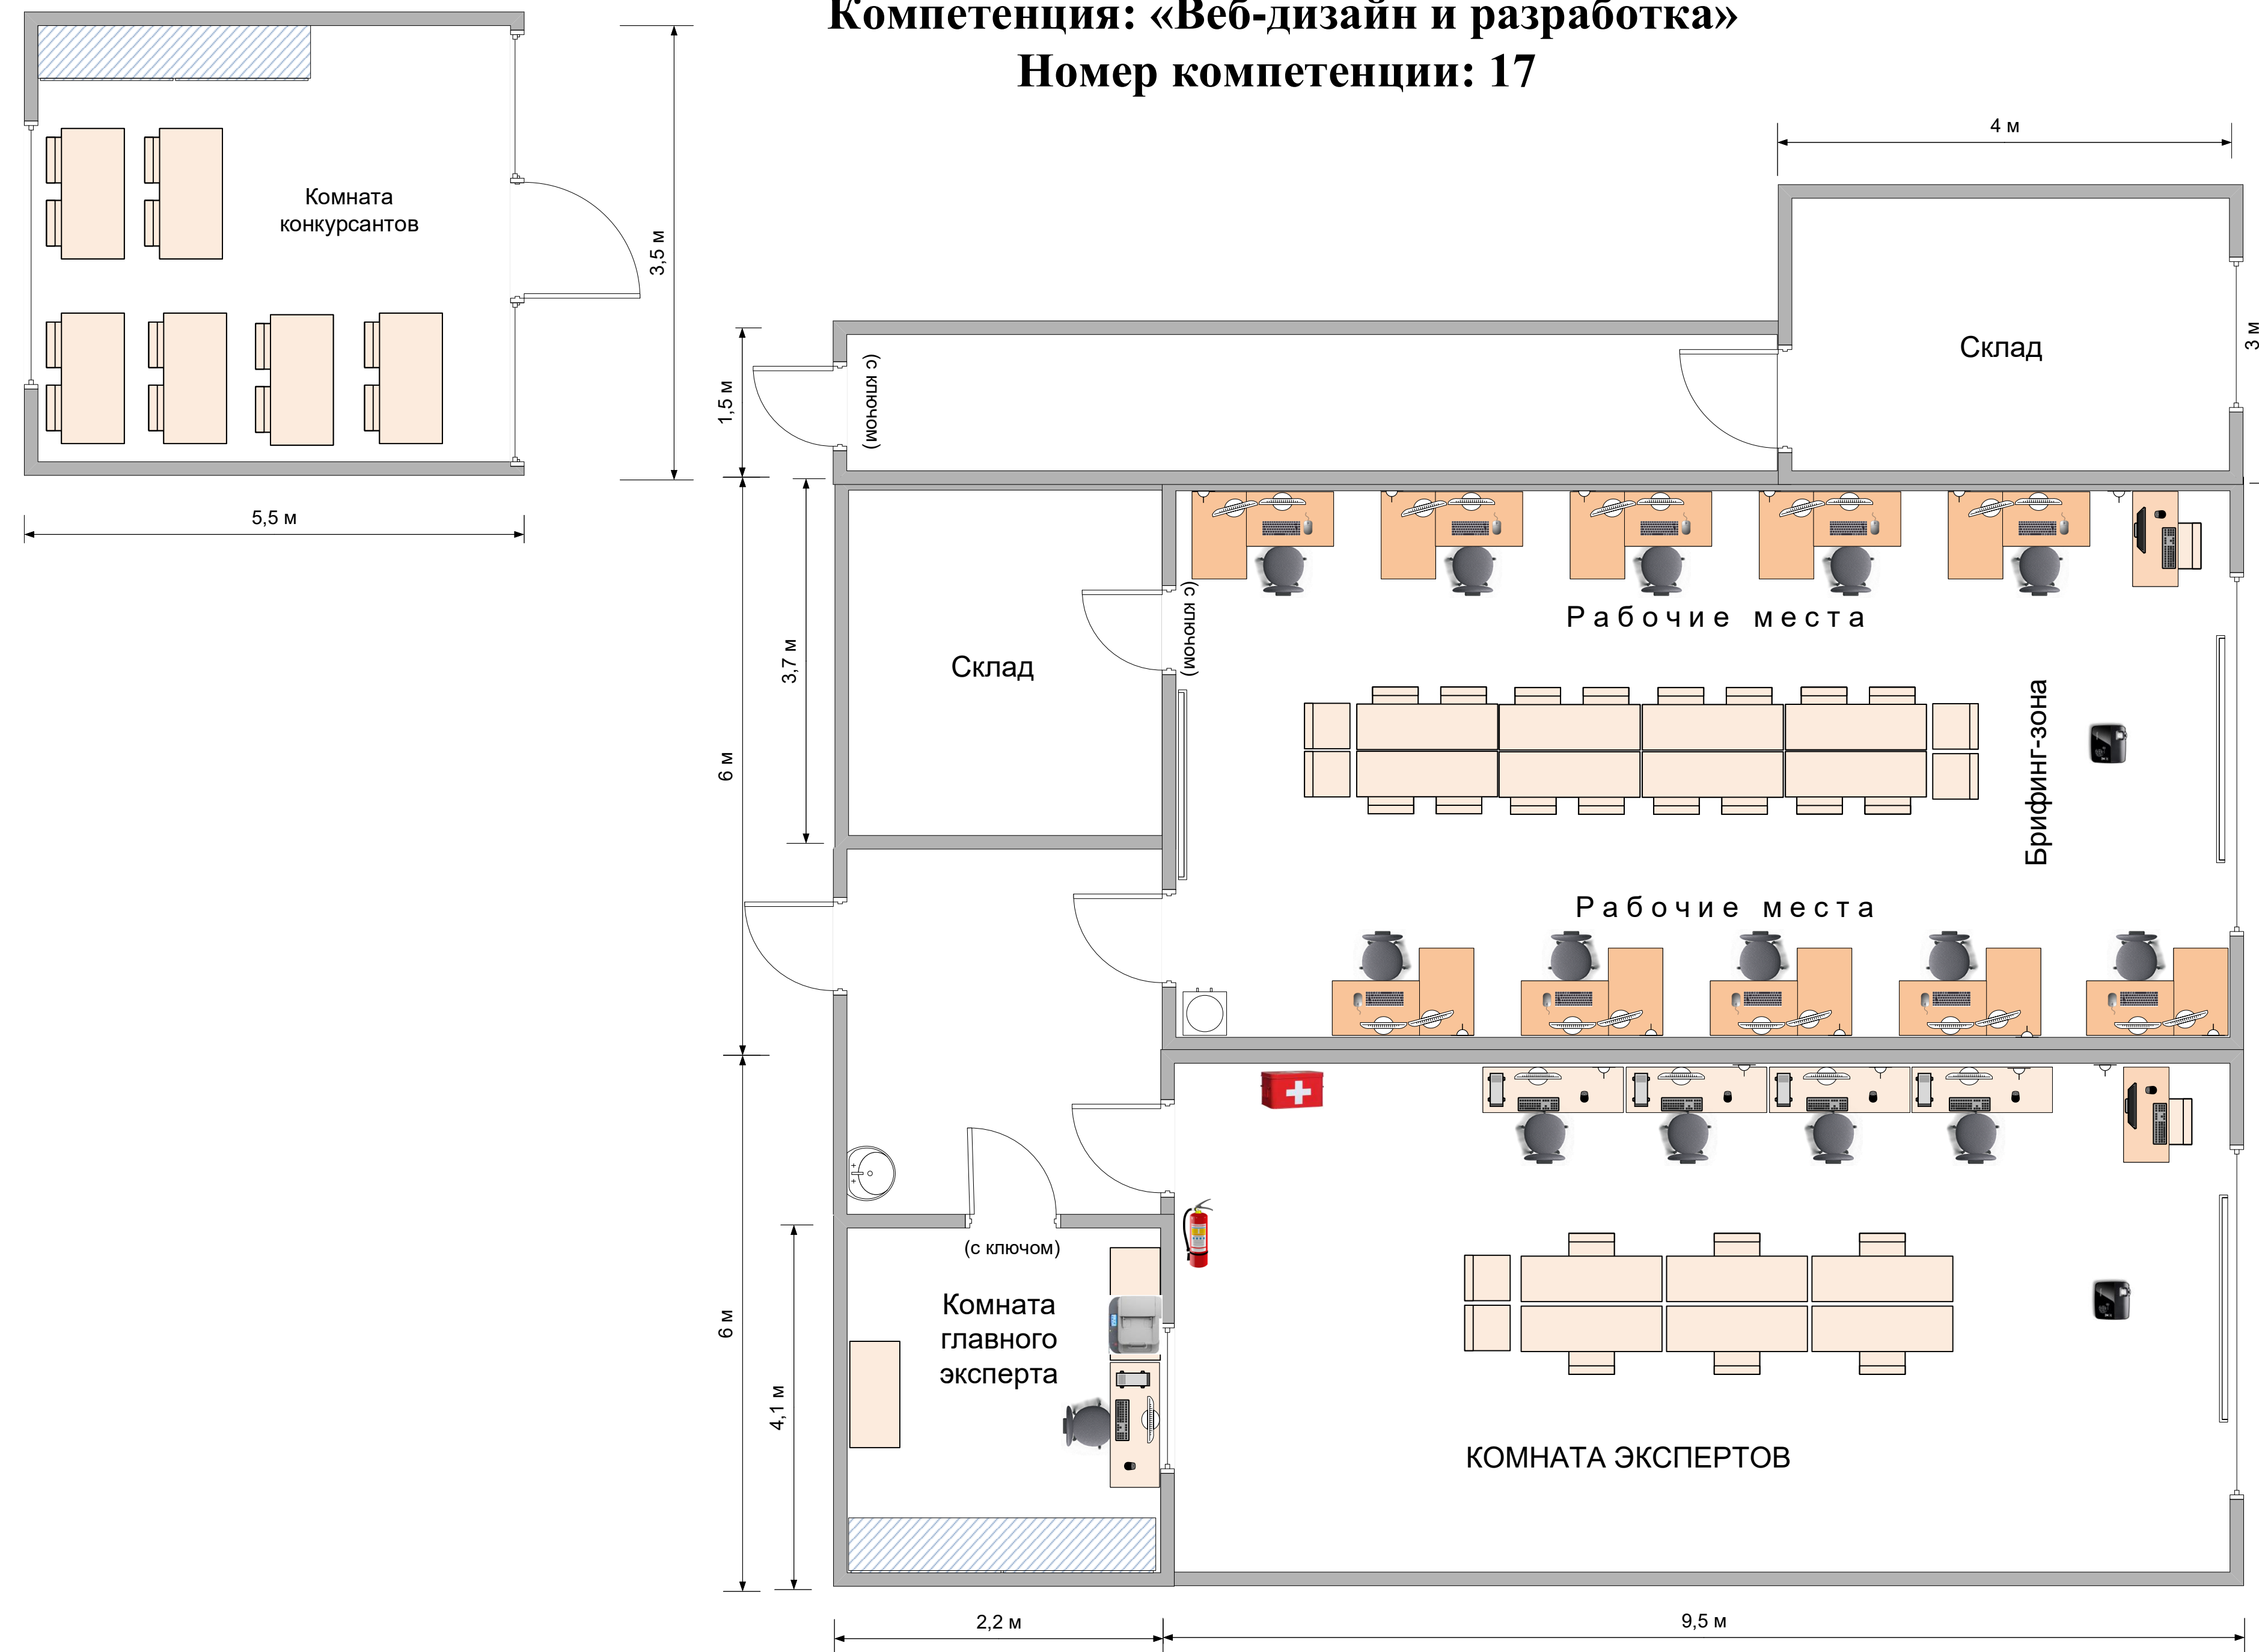 Компетенция: «Веб-дизайн и разработка»
Номер компетенции: 17
4 м
Комната
конкурсантов
3,5 м
5,5 м
Склад
3 м
1,5 м
(с ключом)
(с ключом)
Рабочие места
3,7 м
Склад
6 м
Брифинг-зона
Рабочие места
(с ключом)
Комната
главного
эксперта
6 м
4,1 м
КОМНАТА ЭКСПЕРТОВ
2,2 м
9,5 м